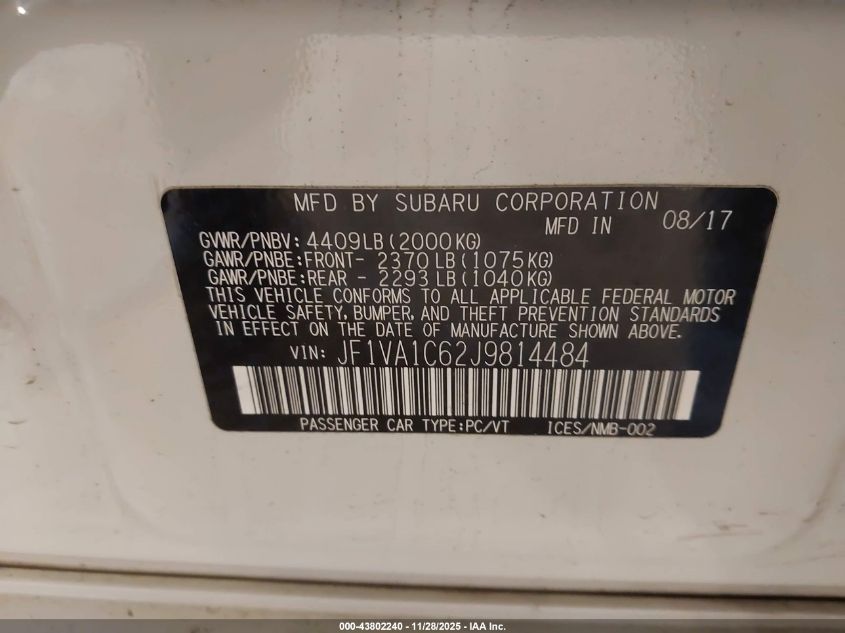 MFD BY SUBARU CORPORATION
MFD IN 08/17
GVWR/PNBV: 4409LB(2000KG)
GAWR/PNBE:FRONT- 2370LB(1075KG)
GAWR/PNBE:REAR - 2293LB(1040KG)
THIS VEHICLE CONFORMS TO ALL APPLICABLE FEDERAL MOTOR
VEHICLE SAFETY, BUMPER, AND THEFT PREVENTION STANDARDS
IN EFFECT ON THE DATE OF MANUFACTURE SHOWN ABOVE.
VIN: JF1VA1C62J9814484
PASSENGER CAR TYPE:PC/VT ICES/NMB-002
000-43802240 - 11/28/2025 - IAA Inc.